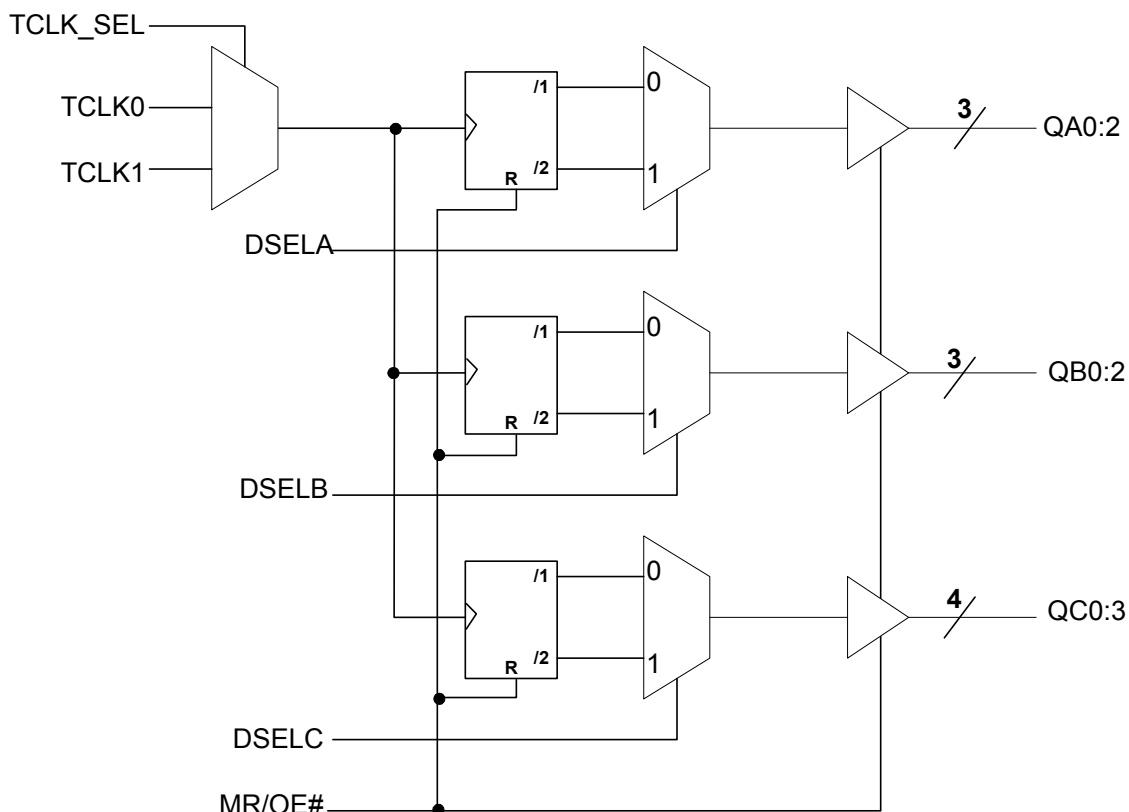 TCLK_SEL
TCLK0
TCLK1
/1
/2
R
0
1
3
QA0:2
DSELA
/1
/2
R
0
1
3
QB0:2
DSELB
/1
/2
R
0
1
4
QC0:3
DSELC
MR/OE#